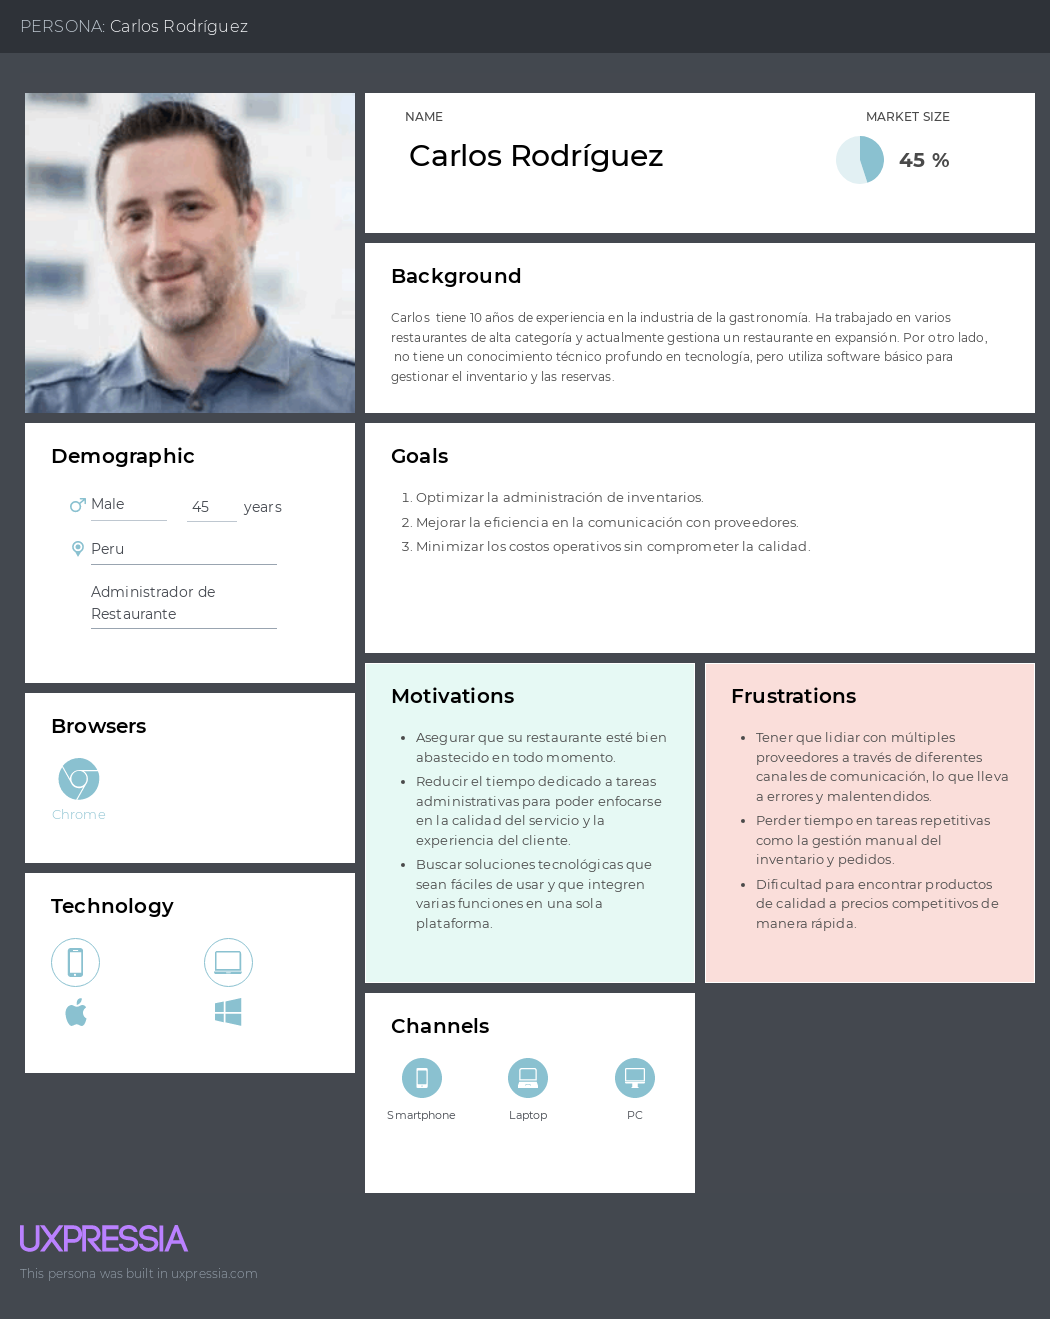 PERSONA: Carlos Rodríguez
NAME
MARKET SIZE
Carlos Rodríguez
45 %
Background
Carlos tiene 10 años de experiencia en la industria de la gastronomía. Ha trabajado en varios
restaurantes de alta categoría y actualmente gestiona un restaurante en expansión. Por otro lado,
no tiene un conocimiento técnico profundo en tecnología, pero utiliza software básico para
gestionar el inventario y las reservas.
Demographic
Male
45 years
Peru
Administrador de
Restaurante
Goals
1. Optimizar la administración de inventarios.
2. Mejorar la eficiencia en la comunicación con proveedores.
3. Minimizar los costos operativos sin comprometer la calidad.
Browsers
Chrome
Technology
Motivations
• Asegurar que su restaurante esté bien
abastecido en todo momento.
• Reducir el tiempo dedicado a tareas
administrativas para poder enfocarse
en la calidad del servicio y la
experiencia del cliente.
• Buscar soluciones tecnológicas que
sean fáciles de usar y que integren
varias funciones en una sola
plataforma.
Frustrations
• Tener que lidiar con múltiples
proveedores a través de diferentes
canales de comunicación, lo que lleva
a errores y malentendidos.
• Perder tiempo en tareas repetitivas
como la gestión manual del
inventario y pedidos.
• Dificultad para encontrar productos
de calidad a precios competitivos de
manera rápida.
Channels
Smartphone
Laptop
PC
UXPRESSIA
This persona was built in uxpressia.com